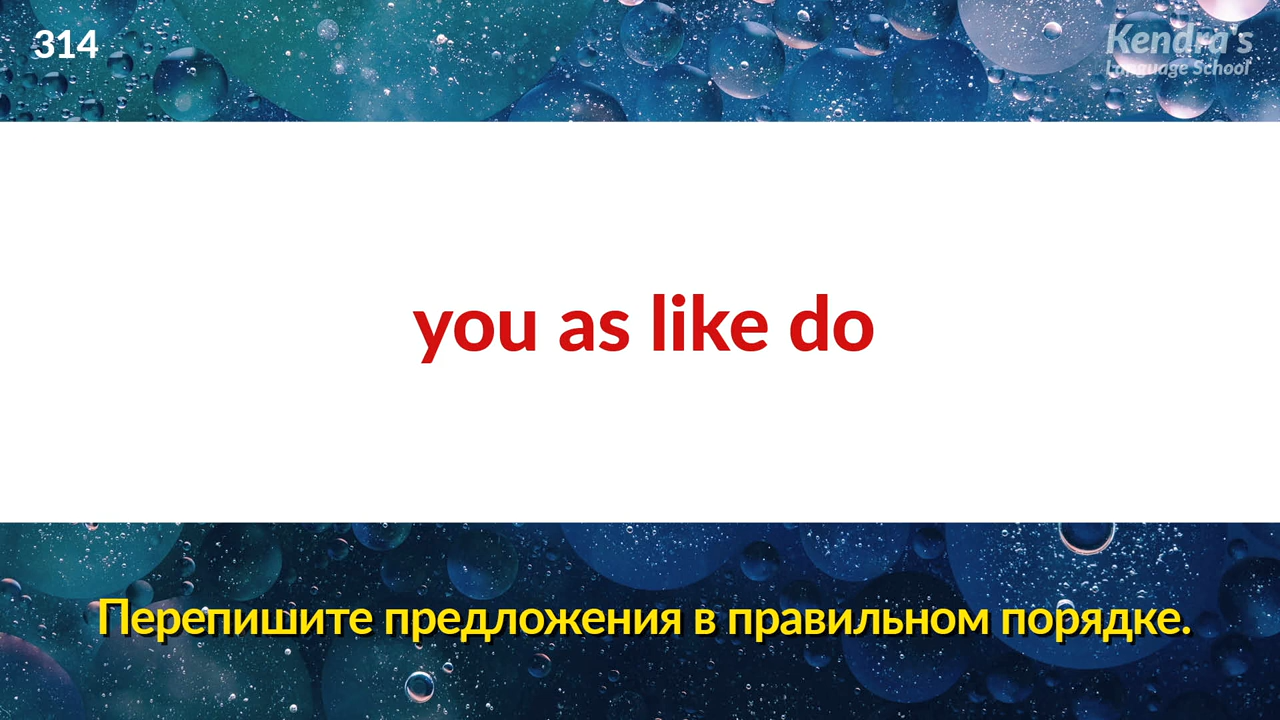 314
Kendra's
Language School
you as like do
Перепишите предложения в правильном порядке.